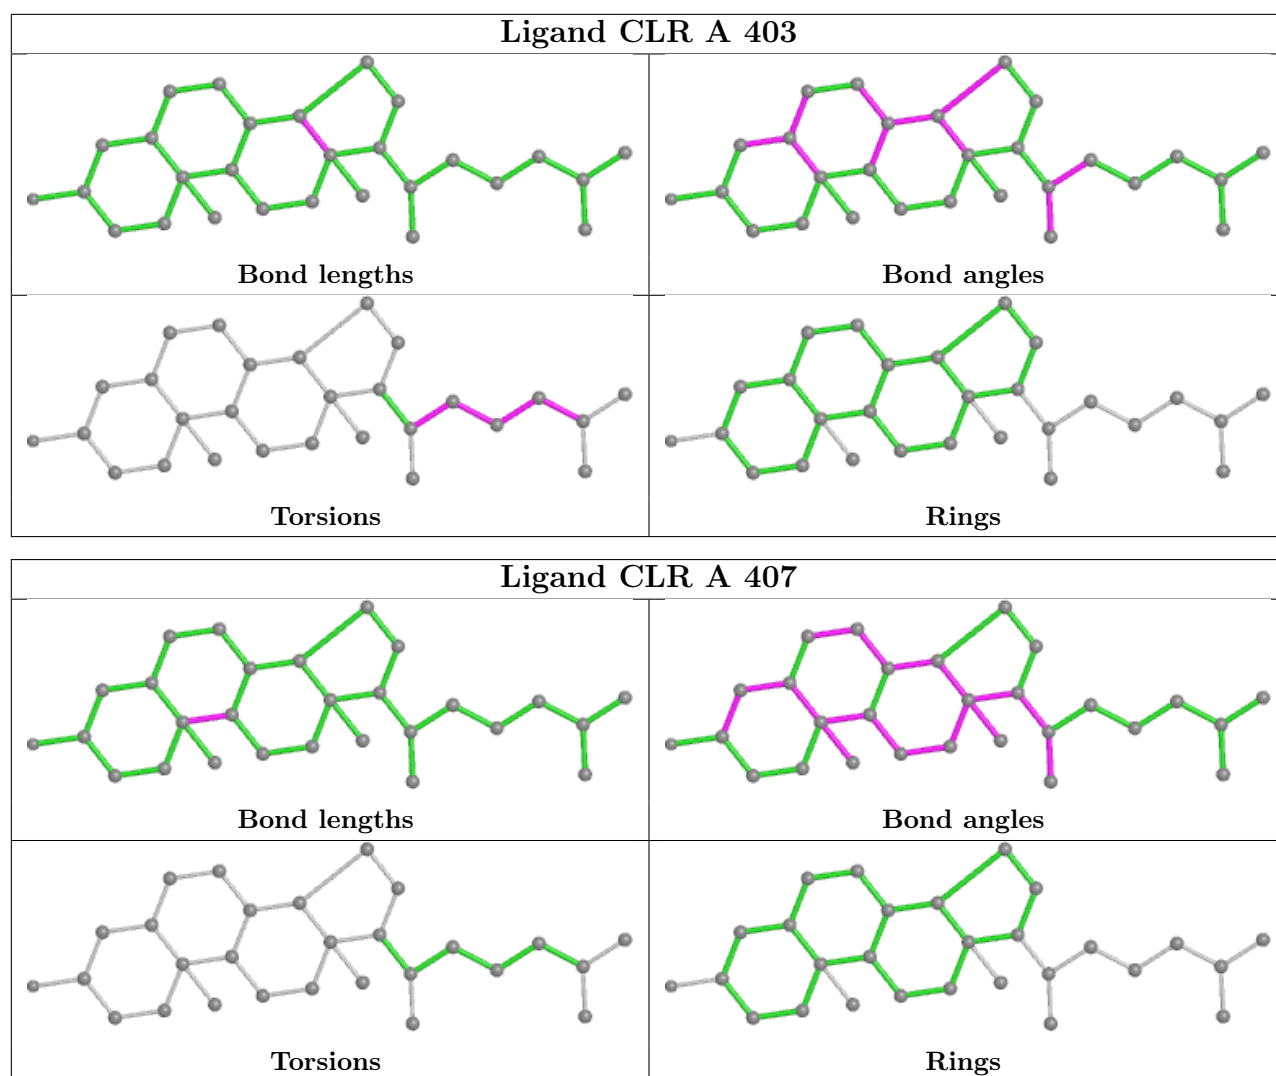 Ligand CLR A 403
Bond lengths
Bond angles
Torsions
Rings
Ligand CLR A 407
Bond lengths
Bond angles
Torsions
Rings